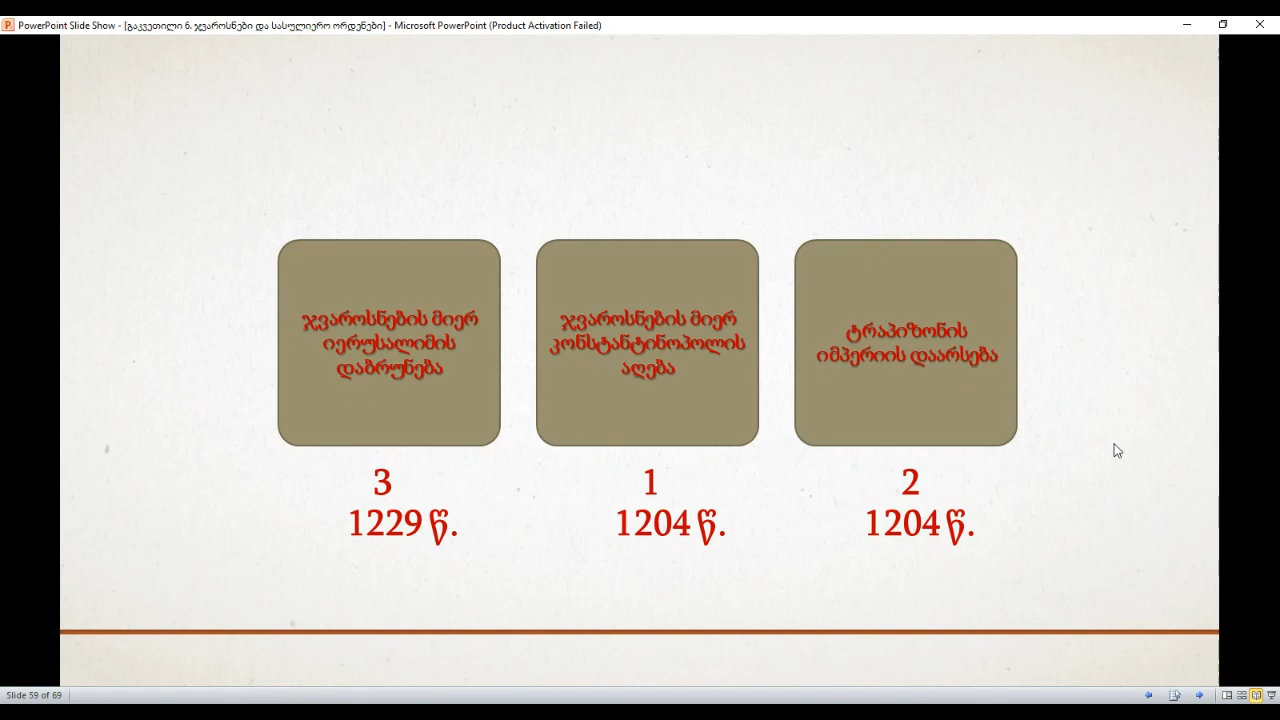 PowerPoint Slide Show - [გაკვეთილი 6. ჯვაროსნები და სასულიერო ორდენები] - Microsoft PowerPoint (Product Activation Failed)
ჯვაროსნების მიერ
იერუსალიმის
დაბრუნება
ჯვაროსნების მიერ
კონსტანტინოპოლის
აღება
ტრაპიზონის
იმპერიის დაარსება
3
1229 წ.
1
1204 წ.
2
1204 წ.
Slide 59 of 69